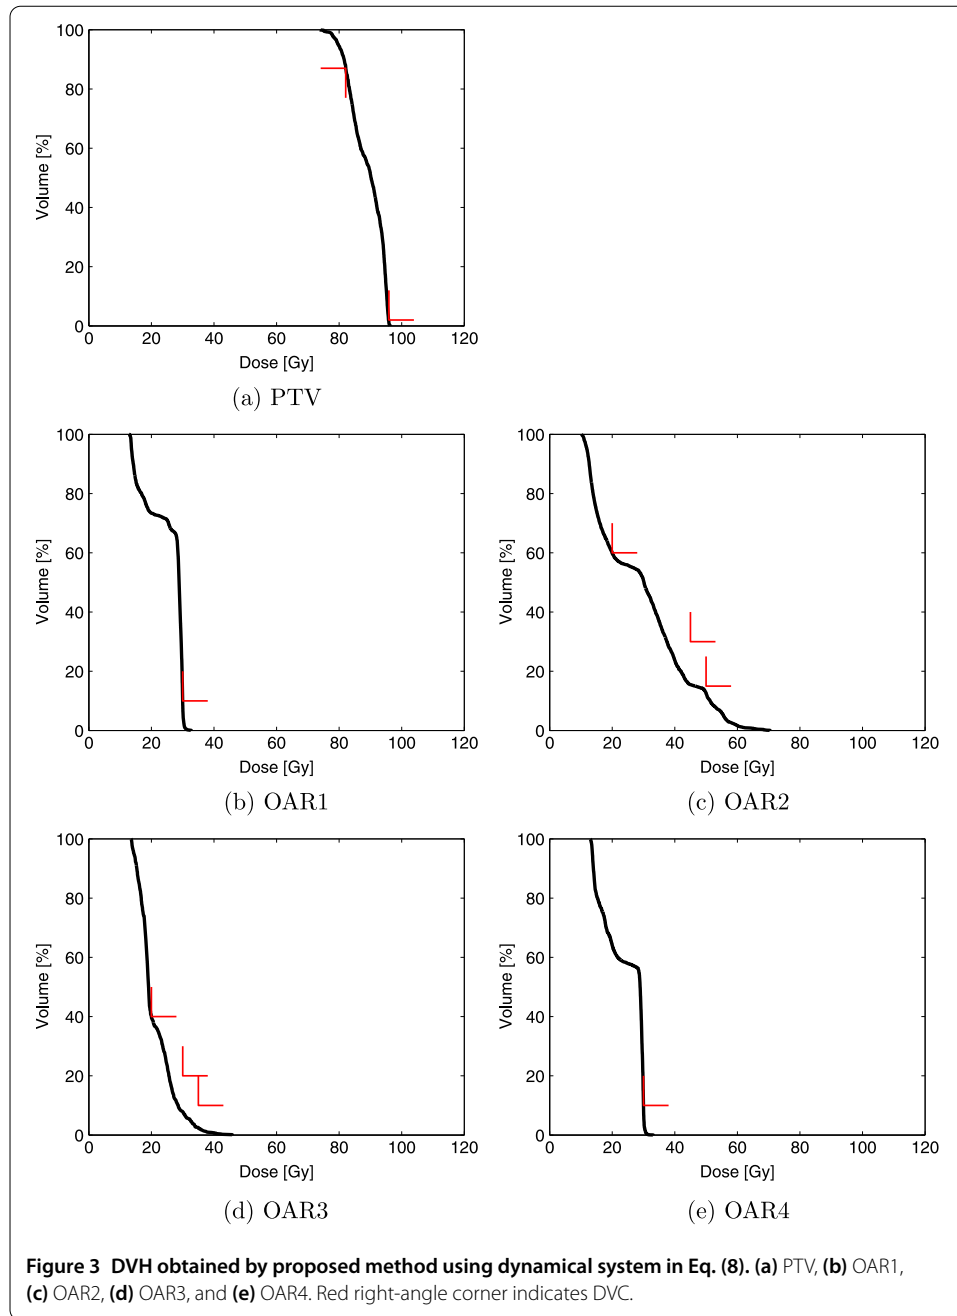 100
80
60
40
20
0
Volume [%]
0 20 40 60 80 100 120
Dose [Gy]
(a) PTV
100
80
60
40
20
0
Volume [%]
0 20 40 60 80 100 120
Dose [Gy]
(b) OAR1
100
80
60
40
20
0
Volume [%]
0 20 40 60 80 100 120
Dose [Gy]
(c) OAR2
100
80
60
40
20
0
Volume [%]
0 20 40 60 80 100 120
Dose [Gy]
(d) OAR3
100
80
60
40
20
0
Volume [%]
0 20 40 60 80 100 120
Dose [Gy]
(e) OAR4
Figure 3 DVH obtained by proposed method using dynamical system in Eq. (8). (a) PTV, (b) OAR1,
(c) OAR2, (d) OAR3, and (e) OAR4. Red right-angle corner indicates DVC.